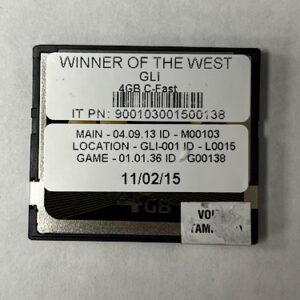 WINNER OF THE WEST
GLI
4GB C-Fast
IT PN: 900103001500138
MAIN - 04.09.13 ID - M00103
LOCATION - GLI-001 ID - L0015
GAME - 01.01.36 ID G00138
11/02/15
4GB